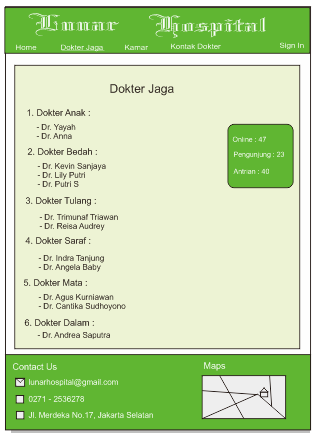 Lunar Hospital
Home Dokter Jaga Kamar Kontak Dokter Sign In
Dokter Jaga
1. Dokter Anak :
- Dr. Yayah
- Dr. Anna
2. Dokter Bedah :
- Dr. Kevin Sanjaya
- Dr. Lily Putri
- Dr. Putri S
3. Dokter Tulang :
- Dr. Trimunaf Triawan
- Dr. Reisa Audrey
4. Dokter Saraf :
- Dr. Indra Tanjung
- Dr. Angela Baby
5. Dokter Mata :
- Dr. Agus Kurniawan
- Dr. Cantika Sudhoyono
6. Dokter Dalam :
- Dr. Andrea Saputra
Online : 47
Pengunjung : 23
Antrian : 40
Contact Us
lunarhospital@gmail.com
0271 - 2536278
Jl. Merdeka No.17, Jakarta Selatan
Maps